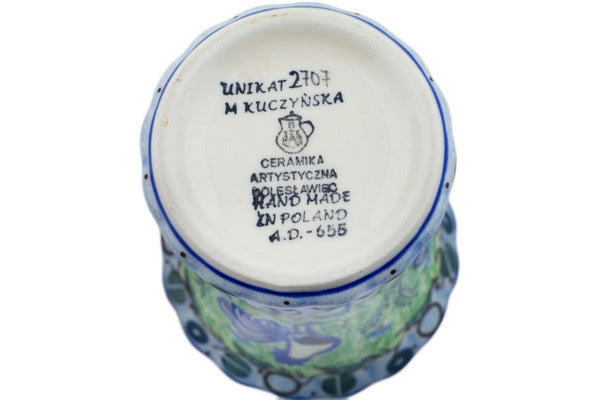 UNIKAT 2707
M KUCZYŃSKA
CERAMIKA
ARTYSTYCZNA
BOLESŁAWIEC
HAND MADE
IN POLAND
A.D.-655